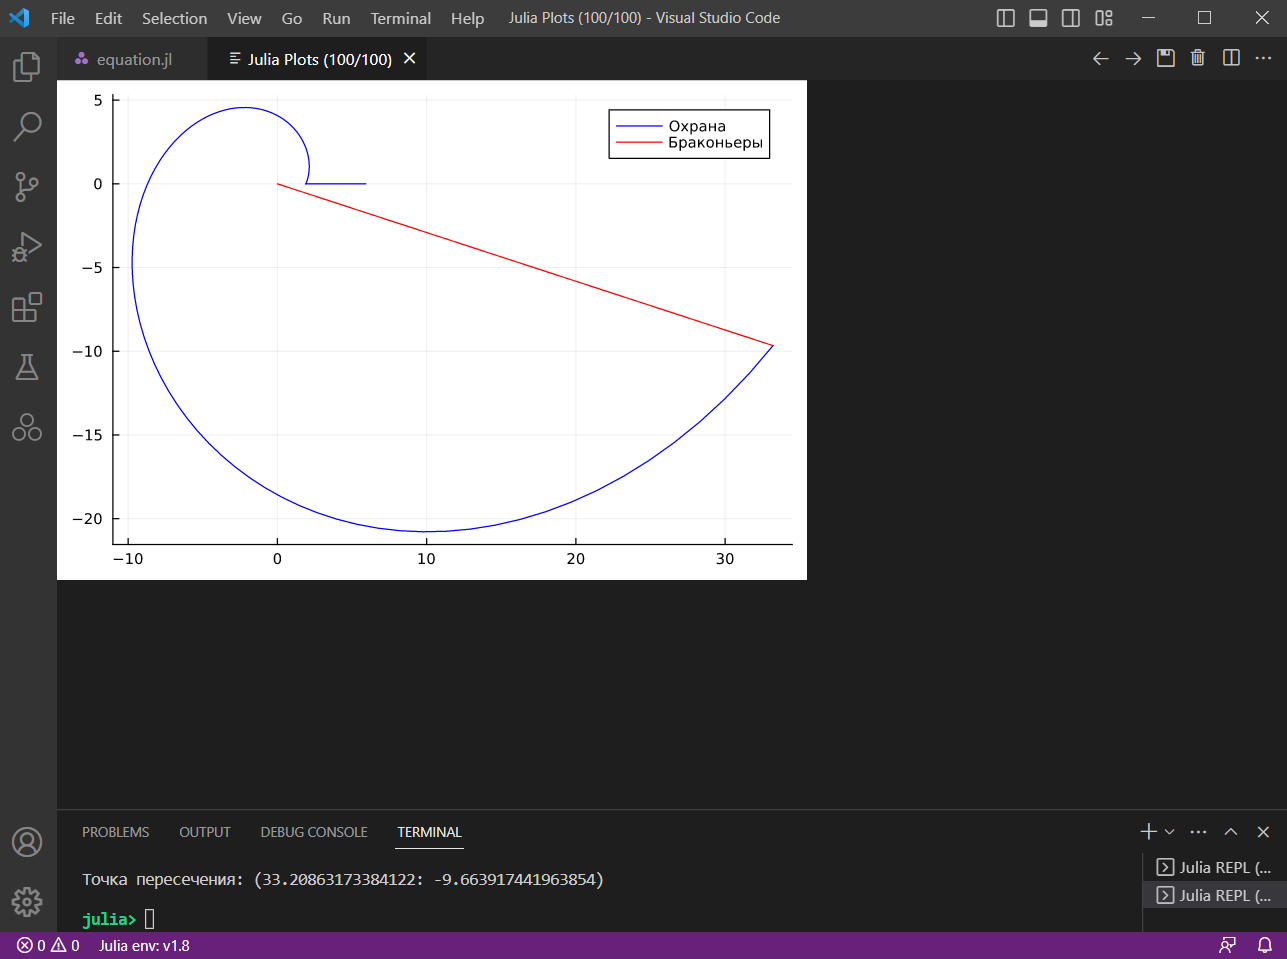 File Edit Selection View Go Run Terminal Help Julia Plots (100/100) - Visual Studio Code
equation.jl Julia Plots (100/100)
5
0
−5
−10
−15
−20
−10 0 10 20 30
Охрана
Браконьеры
PROBLEMS OUTPUT DEBUG CONSOLE TERMINAL
Точка пересечения: (33.20863173384122: -9.663917441963854)
julia>
Julia REPL (...
Julia REPL (...
0 0 Julia env: v1.8